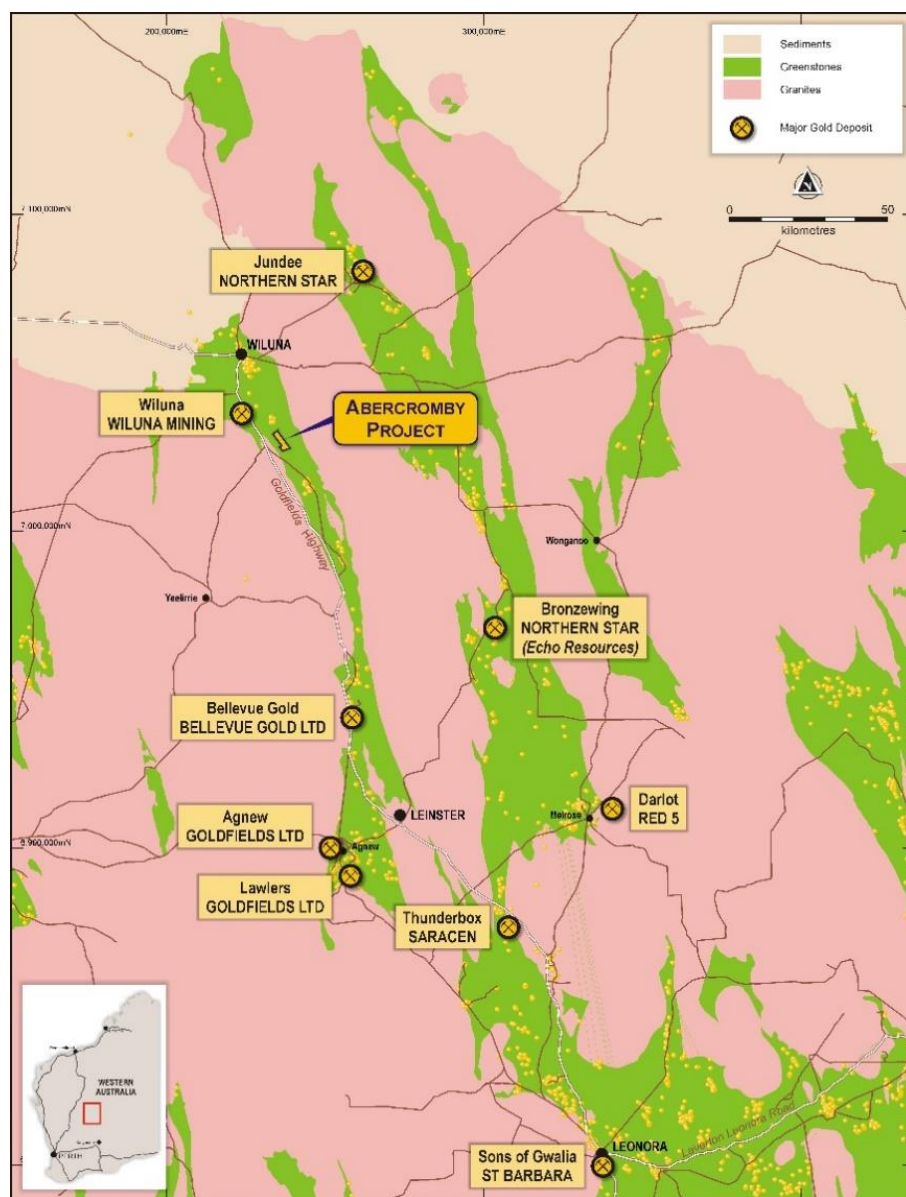 200,000mE
300,000mE
Sediments
Greenstones
Granites
Major Gold Deposit
N
0 50
kilometres
7,100,000mN
Jundee
NORTHERN STAR
WILUNA
Wiluna
WILUNA MINING
ABERCROMBY
PROJECT
Goldfields Highway
7,000,000mN
Wonganoo
Yeelirrie
Bronzewing
NORTHERN STAR
(Echo Resources)
Bellevue Gold
BELLEVUE GOLD LTD
Darlot
RED 5
Melrose
LEINSTER
Agnew
GOLDFIELDS LTD
6,900,000mN
Agnew
Lawlers
GOLDFIELDS LTD
Thunderbox
SARACEN
WESTERN
AUSTRALIA
PERTH
Laverton Leonora Road
LEONORA
Sons of Gwalia
ST BARBARA